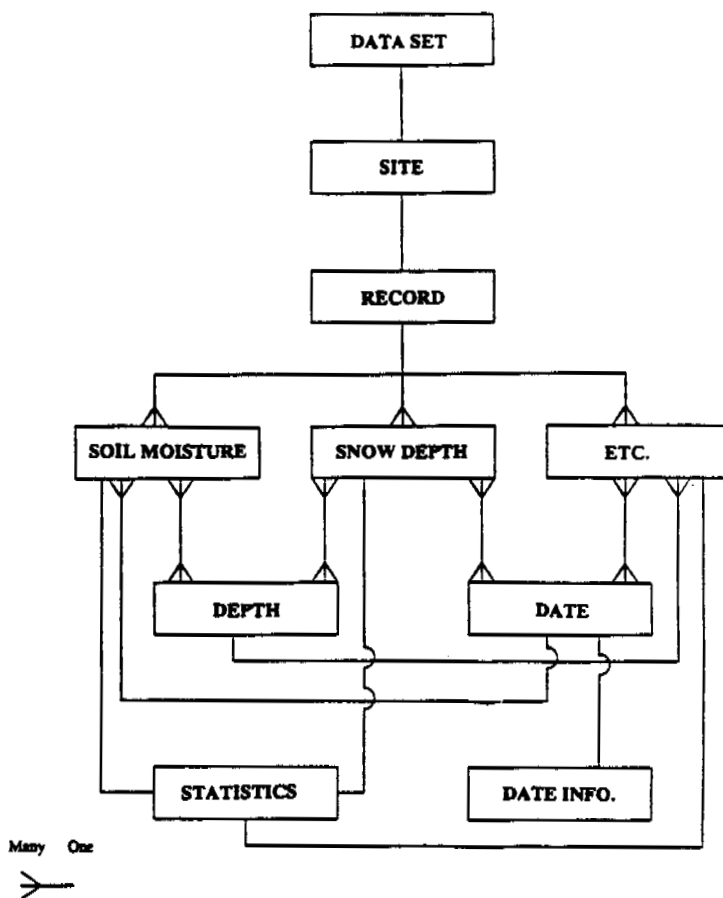 DATA SET
SITE
RECORD
SOIL MOISTURE
SNOW DEPTH
ETC.
DEPTH
DATE
STATISTICS
DATE INFO.
Many One